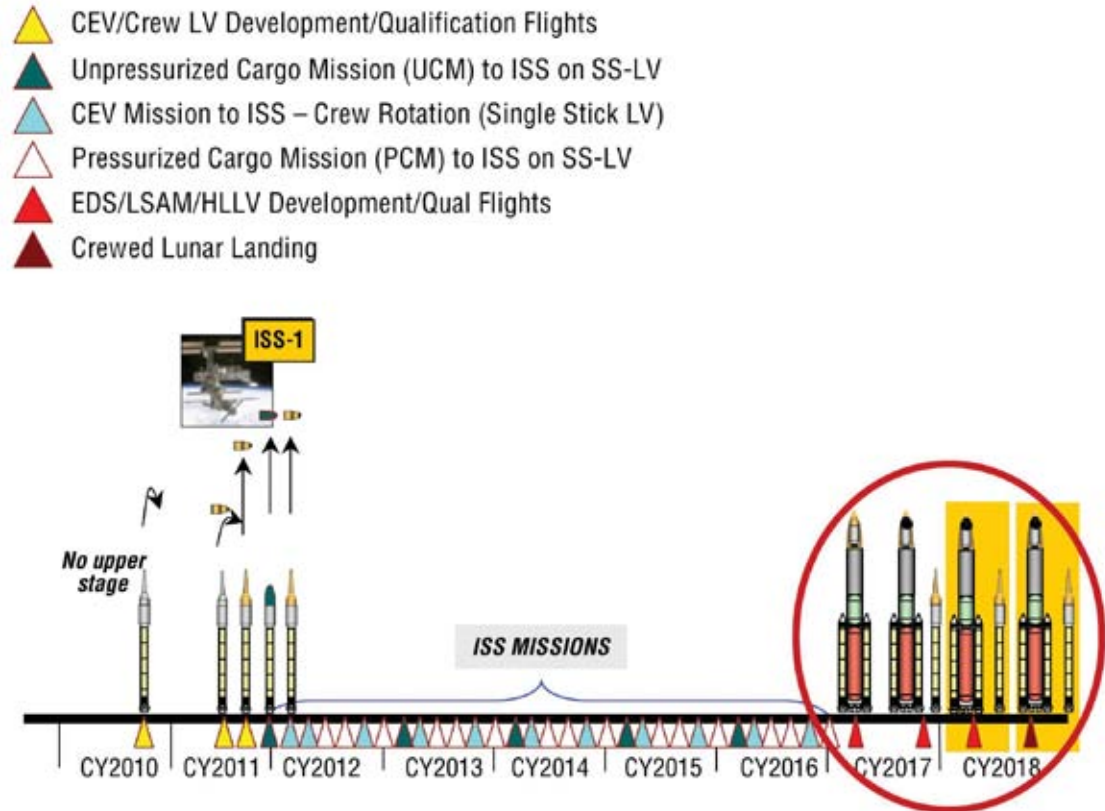 CEV/Crew LV Development/Qualification Flights
Unpressurized Cargo Mission (UCM) to ISS on SS-LV
CEV Mission to ISS – Crew Rotation (Single Stick LV)
Pressurized Cargo Mission (PCM) to ISS on SS-LV
EDS/LSAM/HLLV Development/Qual Flights
Crewed Lunar Landing
ISS-1
No upper
stage
ISS MISSIONS
CY2010
CY2011
CY2012
CY2013
CY2014
CY2015
CY2016
CY2017
CY2018